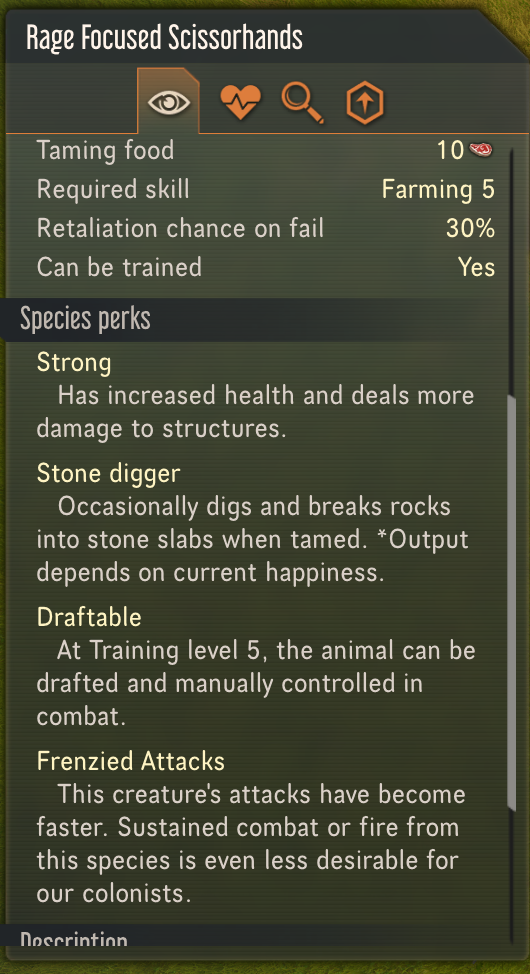 Rage Focused Scissorhands
Taming food 10
Required skill Farming 5
Retaliation chance on fail 30%
Can be trained Yes
Species perks
Strong
Has increased health and deals more
damage to structures.
Stone digger
Occasionally digs and breaks rocks
into stone slabs when tamed. *Output
depends on current happiness.
Draftable
At Training level 5, the animal can be
drafted and manually controlled in
combat.
Frenzied Attacks
This creature's attacks have become
faster. Sustained combat or fire from
this species is even less desirable for
our colonists.
Description